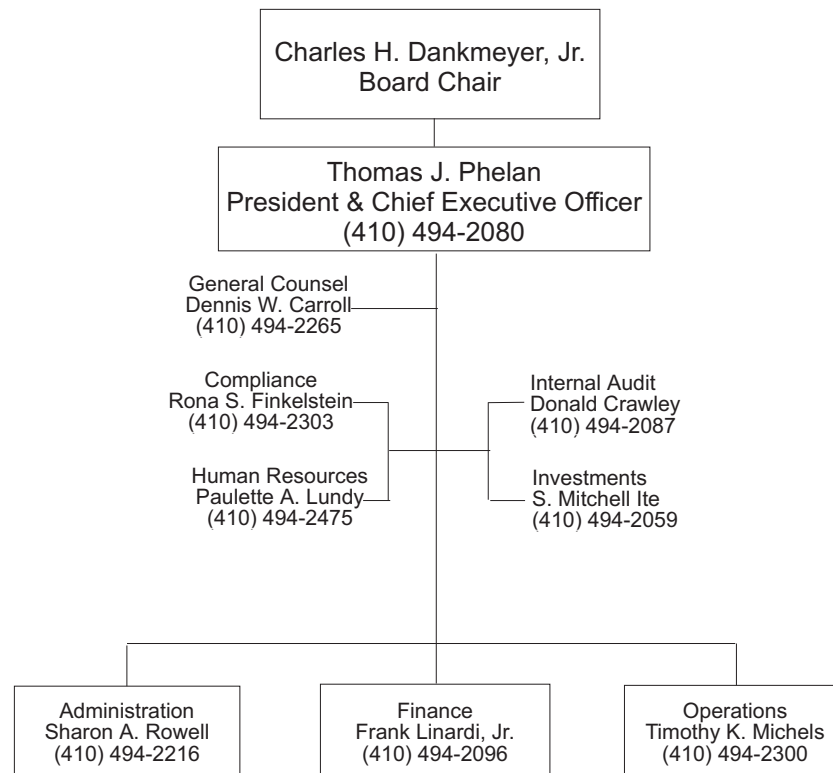 Charles H. Dankmeyer, Jr.
Board Chair
Thomas J. Phelan
President & Chief Executive Officer
(410) 494-2080
General Counsel
Dennis W. Carroll
(410) 494-2265
Compliance
Rona S. Finkelstein
(410) 494-2303
Internal Audit
Donald Crawley
(410) 494-2087
Human Resources
Paulette A. Lundy
(410) 494-2475
Investments
S. Mitchell Ite
(410) 494-2059
Administration
Sharon A. Rowell
(410) 494-2216
Finance
Frank Linardi, Jr.
(410) 494-2096
Operations
Timothy K. Michels
(410) 494-2300